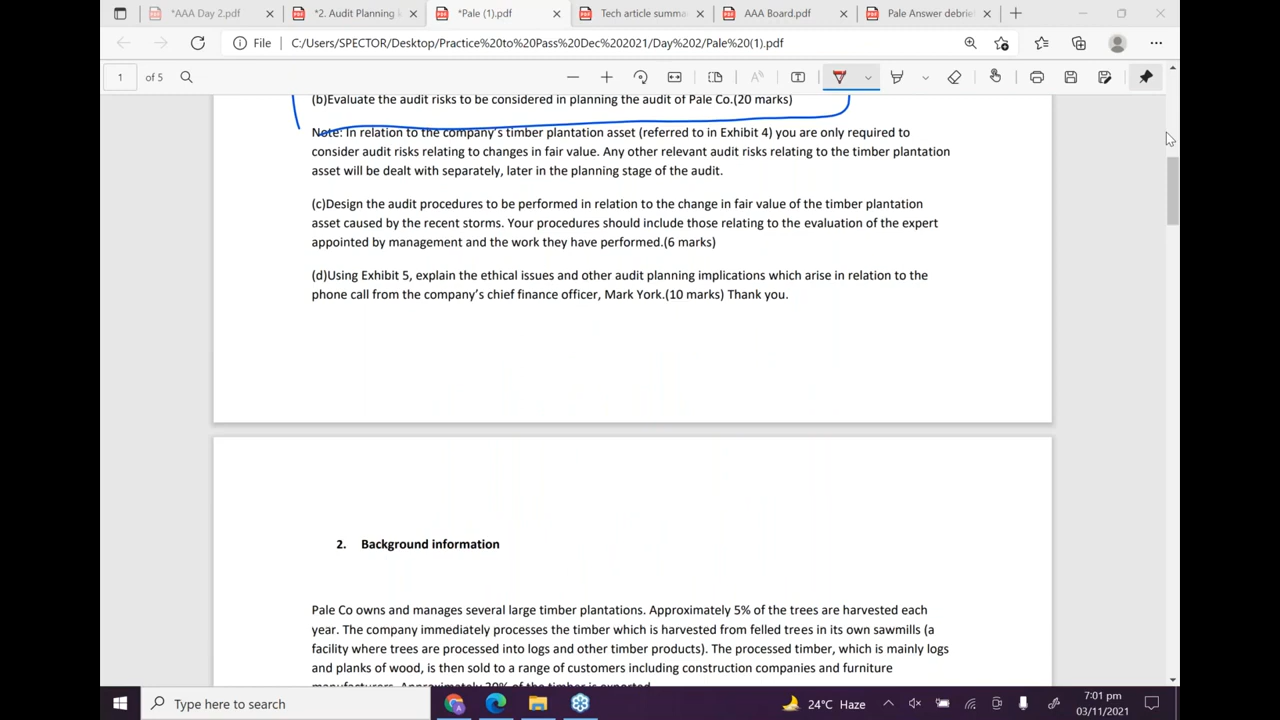 *AAA Day 2.pdf
*2. Audit Planning
*Pale (1).pdf
Tech article summa
AAA Board.pdf
Pale Answer debrie
File
C:/Users/SPECTOR/Desktop/Practice%20to%20Pass%20Dec%202021/Day%202/Pale%20(1).pdf
1 of 5
(b)Evaluate the audit risks to be considered in planning the audit of Pale Co.(20 marks)
Note: In relation to the company's timber plantation asset (referred to in Exhibit 4) you are only required to
consider audit risks relating to changes in fair value. Any other relevant audit risks relating to the timber plantation
asset will be dealt with separately, later in the planning stage of the audit.
(c)Design the audit procedures to be performed in relation to the change in fair value of the timber plantation
asset caused by the recent storms. Your procedures should include those relating to the evaluation of the expert
appointed by management and the work they have performed.(6 marks)
(d)Using Exhibit 5, explain the ethical issues and other audit planning implications which arise in relation to the
phone call from the company's chief finance officer, Mark York.(10 marks) Thank you.
2. Background information
Pale Co owns and manages several large timber plantations. Approximately 5% of the trees are harvested each
year. The company immediately processes the timber which is harvested from felled trees in its own sawmills (a
facility where trees are processed into logs and other timber products). The processed timber, which is mainly logs
and planks of wood, is then sold to a range of customers including construction companies and furniture
manufacturers. Approximately 20% of the timber is exported.
Type here to search
24°C Haze
7:01 pm
03/11/2021